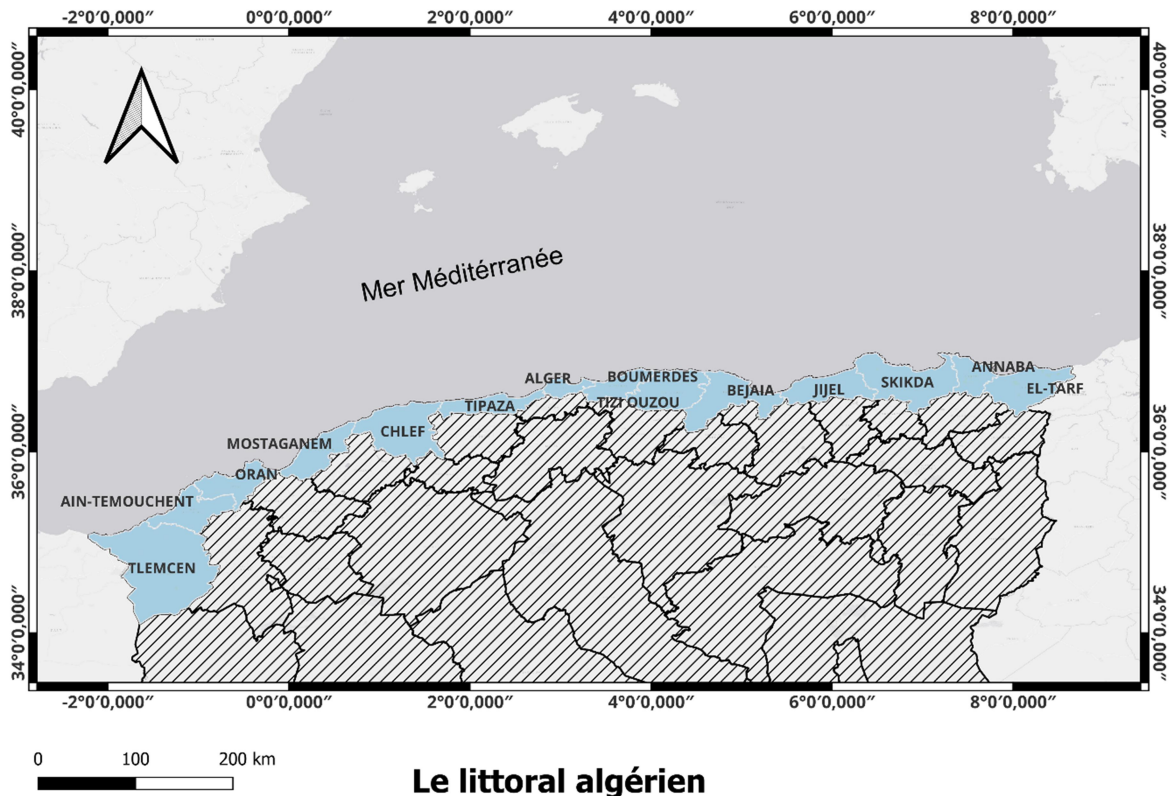 -2°0′0,000″ 0°0′0,000″ 2°0′0,000″ 4°0′0,000″ 6°0′0,000″ 8°0′0,000″
40°0′0,000″ 40°0′0,000″
38°0′0,000″ 38°0′0,000″
Mer Méditérranée
ALGER
BOUMERDES
ANNABA
BEJAIA
JIJEL
SKIKDA
EL-TARF
TIPAZA
TIZI OUZOU
36°0′0,000″ 36°0′0,000″
CHLEF
MOSTAGANEM
ORAN
AIN-TEMOUCHENT
TLEMCEN
34°0′0,000″ 34°0′0,000″
-2°0′0,000″ 0°0′0,000″ 2°0′0,000″ 4°0′0,000″ 6°0′0,000″ 8°0′0,000″
0 100 200 km
Le littoral algérien